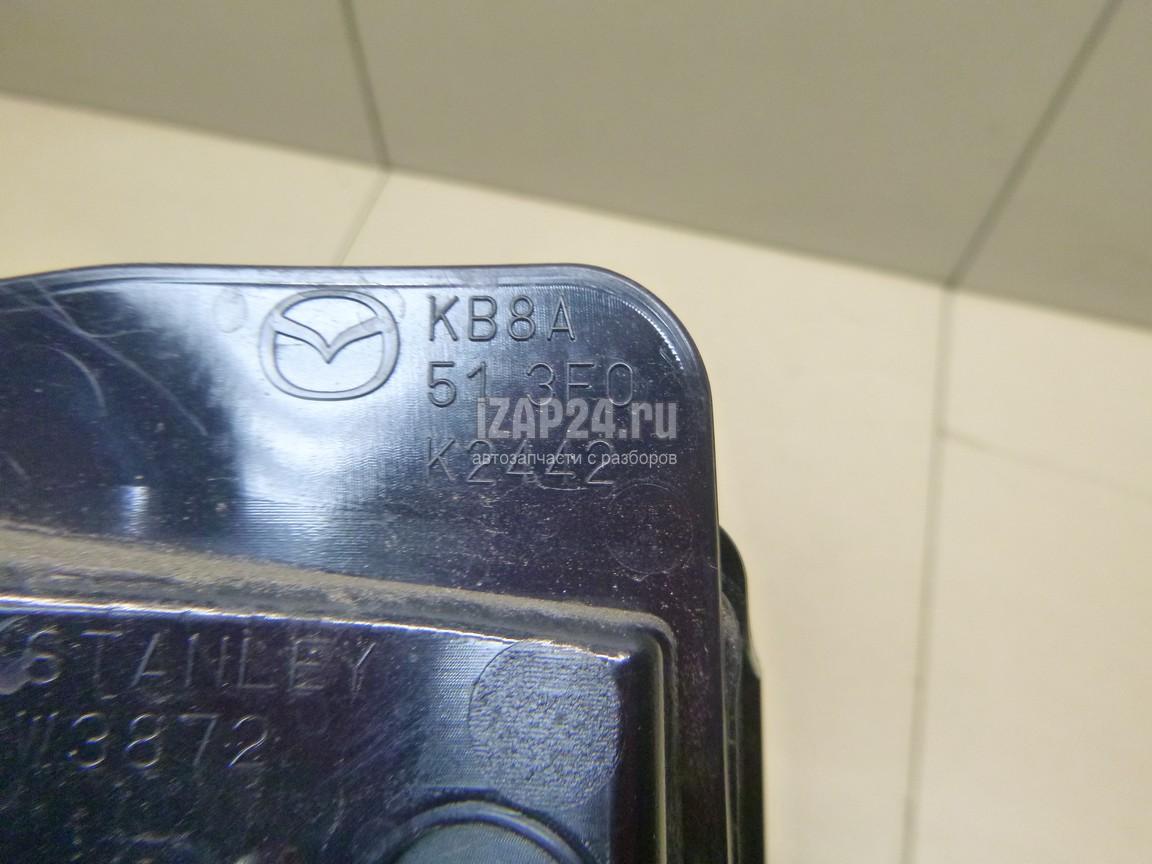 KB8A
51 3F0
IZAP24.ru
автозапчасти с разборов
K2442
STANLEY
W3872